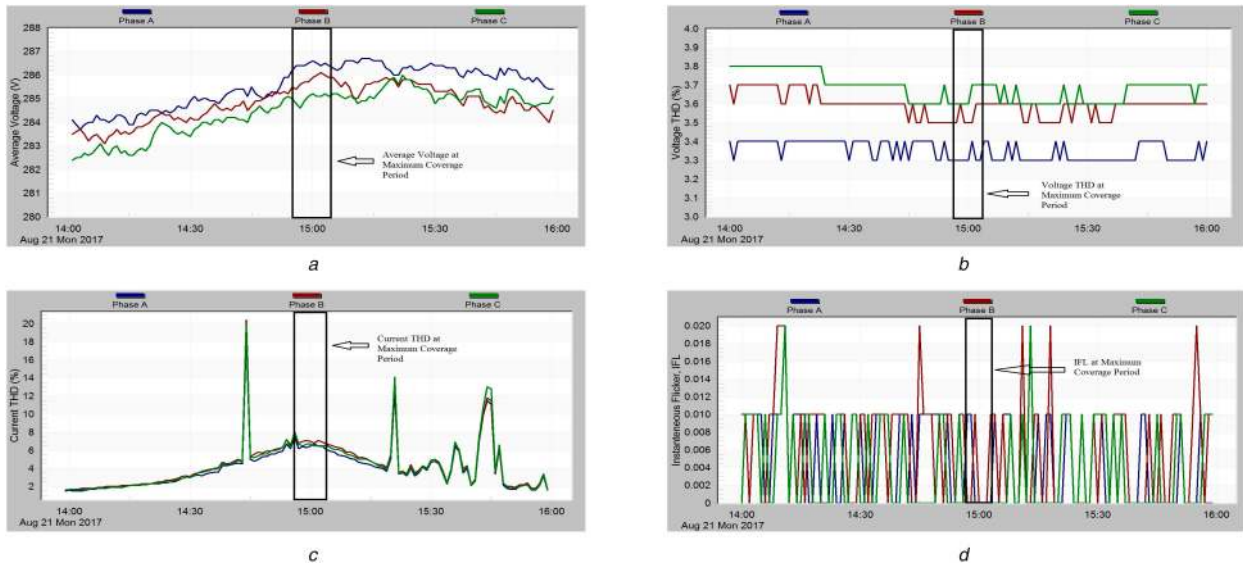 Phase A Phase B Phase C
288
287
286
285
284
283
282
281
280
Average Voltage (V)
Average Voltage at
Maximum Coverage
Period
14:00 14:30 15:00 15:30 16:00
Aug 21 Mon 2017
a
Phase A Phase B Phase C
4.0
3.9
3.8
3.7
3.6
3.5
3.4
3.3
3.2
3.1
3.0
Voltage THD (%)
Voltage THD at
Maximum Coverage
Period
14:00 14:30 15:00 15:30 16:00
Aug 21 Mon 2017
b
Phase A Phase B Phase C
20
18
16
14
12
10
8
6
4
2
Current THD (%)
Current THD at
Maximum Coverage
Period
14:00 14:30 15:00 15:30 16:00
Aug 21 Mon 2017
c
Phase A Phase B Phase C
0.020
0.018
0.016
0.014
0.012
0.010
0.008
0.006
0.004
0.002
0
Instanteneous Flicker, IFL
IFL at Maximum
Coverage Period
14:00 14:30 15:00 15:30 16:00
Aug 21 Mon 2017
d